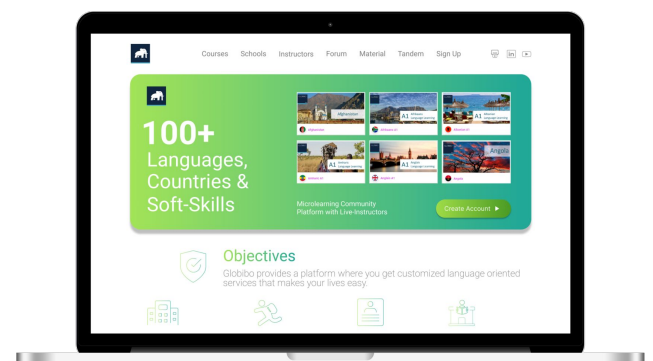 Courses Schools Instructors Forum Material Tandem Sign Up
in
100+
Languages,
Countries &
Soft-Skills
Afghanistan
A1
A1
A1
A1
Angola
Microlearning Community
Platform with Live Instructors
Create Account
Objectives
Globibo provides a platform where you get customized language oriented
services that makes your lives easy.